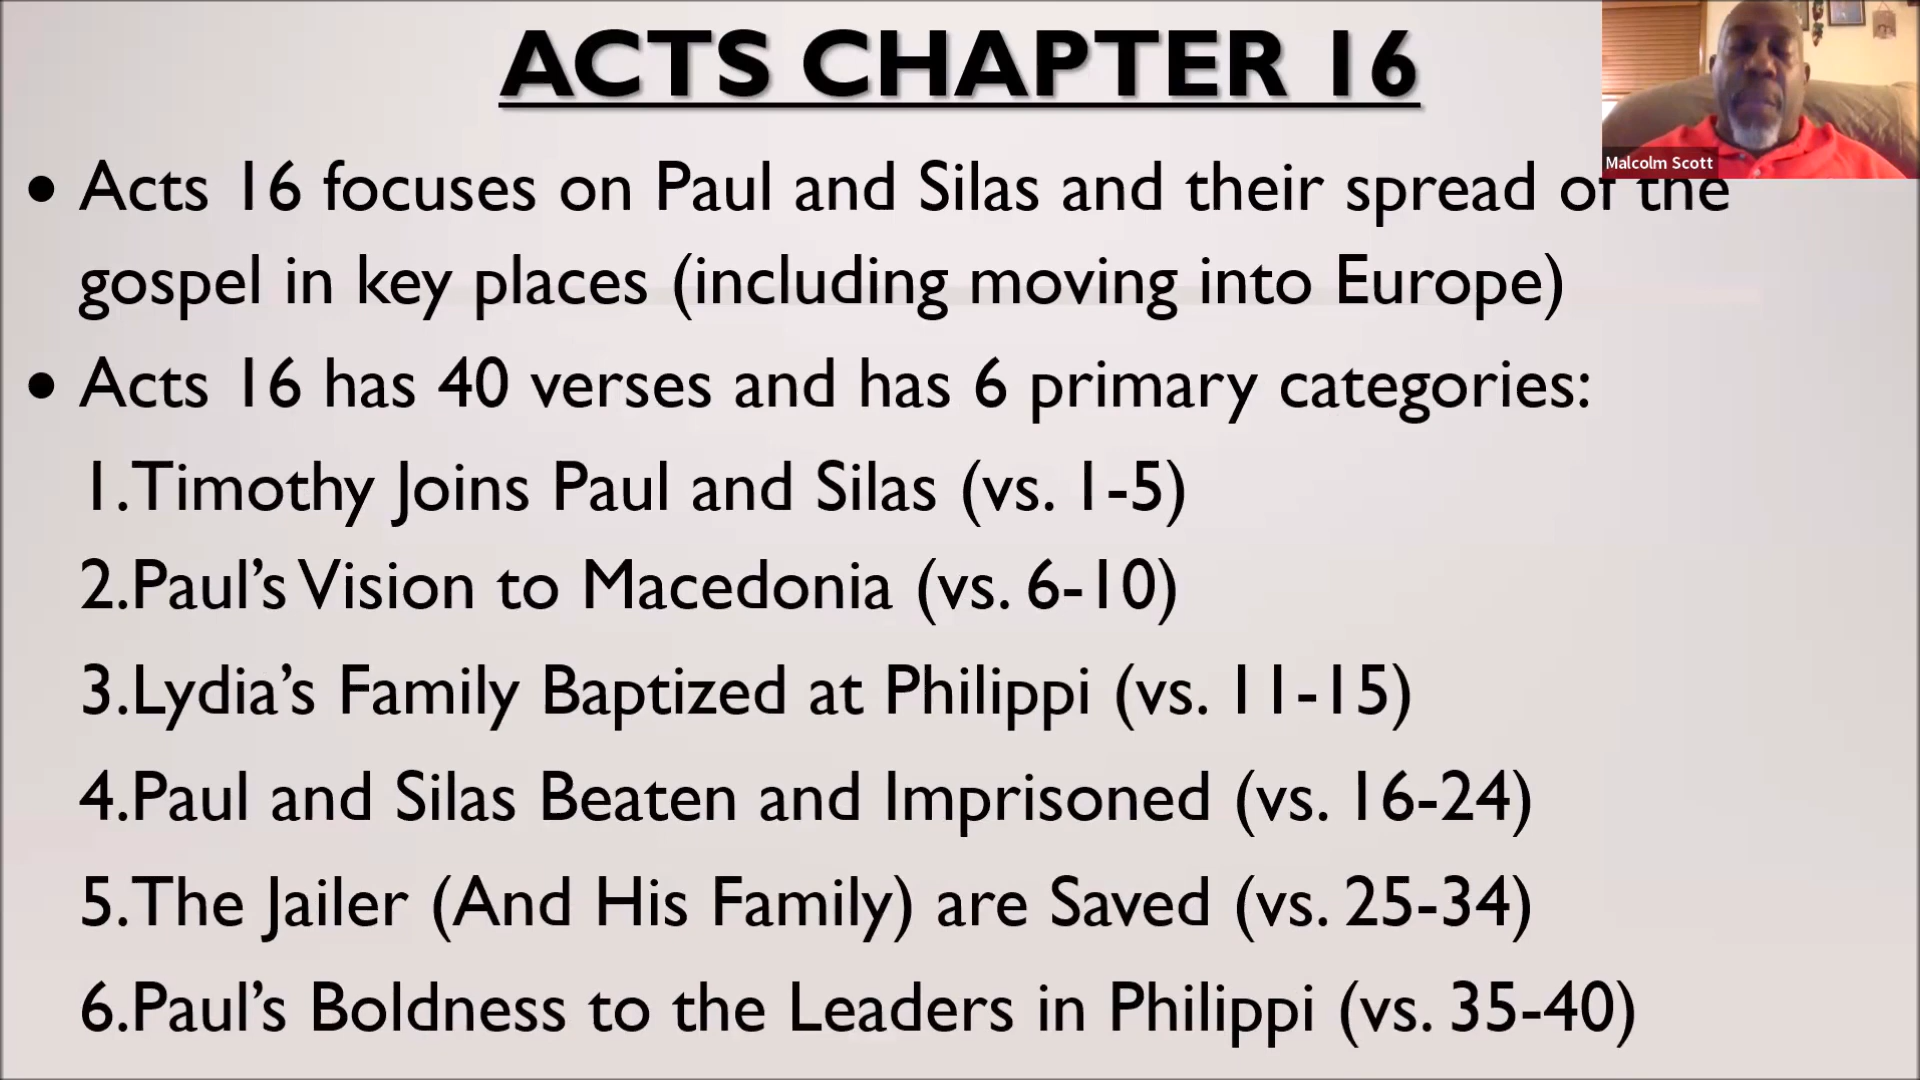 ACTS CHAPTER 16
Malcolm Scott
• Acts 16 focuses on Paul and Silas and their spread of the
gospel in key places (including moving into Europe)
• Acts 16 has 40 verses and has 6 primary categories:
1.Timothy Joins Paul and Silas (vs. 1-5)
2.Paul’s Vision to Macedonia (vs. 6-10)
3.Lydia’s Family Baptized at Philippi (vs. 11-15)
4.Paul and Silas Beaten and Imprisoned (vs. 16-24)
5.The Jailer (And His Family) are Saved (vs. 25-34)
6.Paul’s Boldness to the Leaders in Philippi (vs. 35-40)